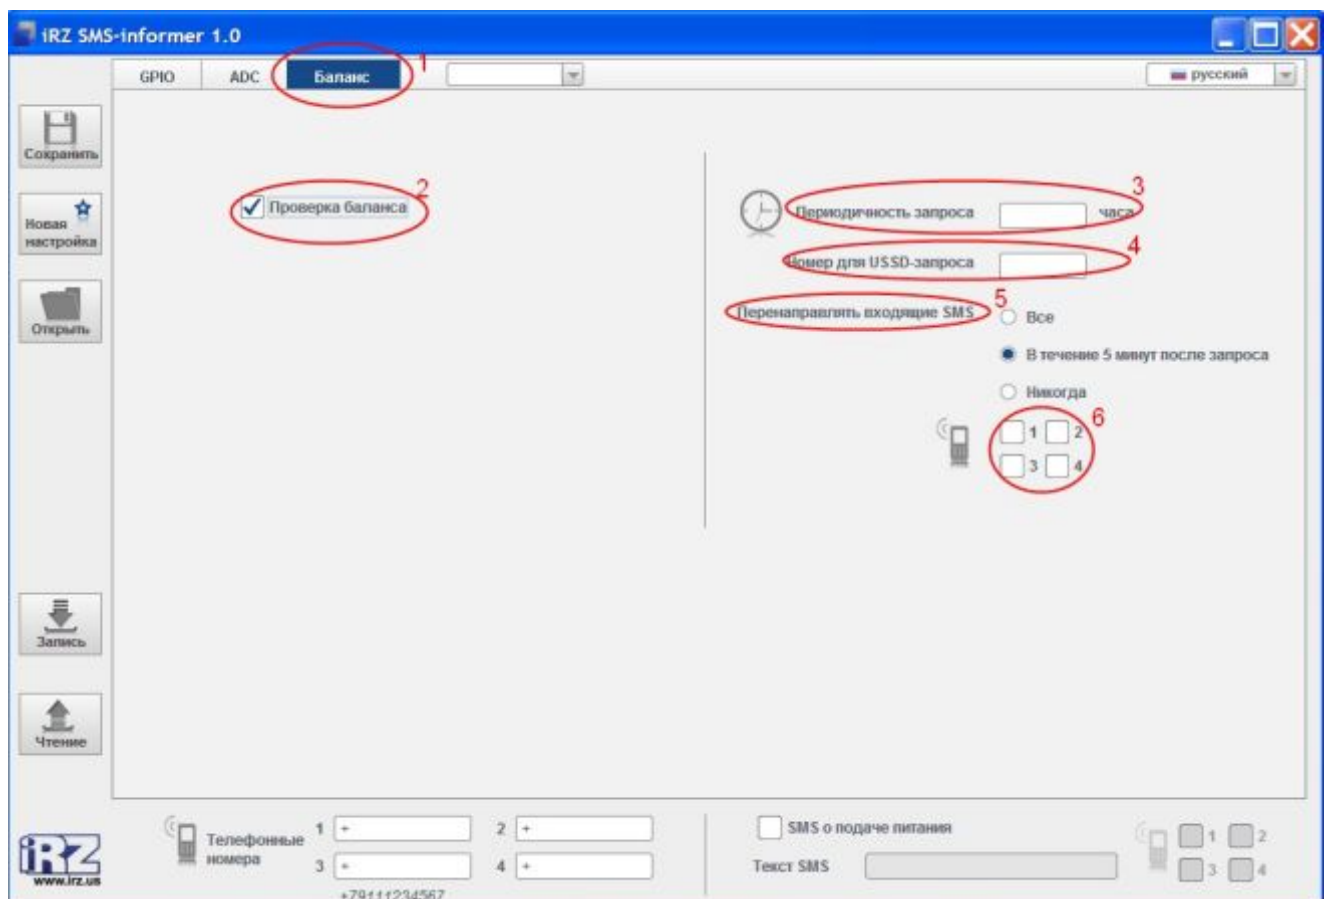 iRZ SMS-informer 1.0
GPIO ADC Баланс 1
русский
Сохранить
Новая
настройка
Открыть
Запись
Чтение
2
Проверка баланса
3
Периодичность запроса часа
4
Номер для USSD-запроса
Перенаправлять входящие SMS 5
Все
В течение 5 минут после запроса
Никогда
6
1 2
3 4
Телефонные
номера
1 + 2 +
3 + 4 +
+79111234567
SMS о подаче питания
Текст SMS
1 2
3 4
iRZ
www.irz.us